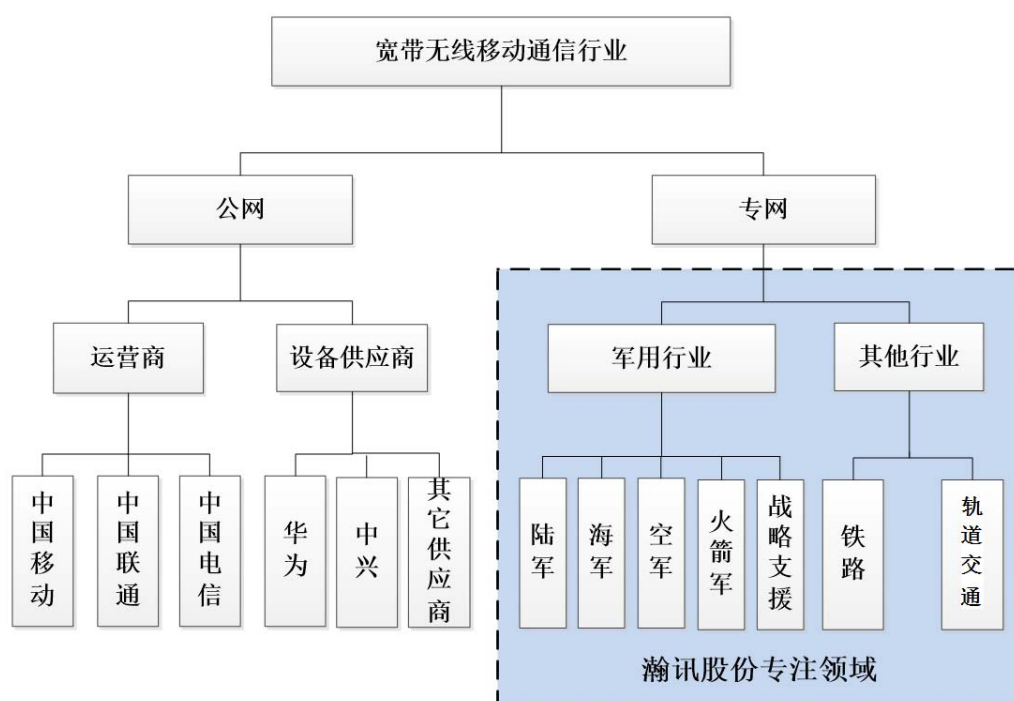 宽带无线移动通信行业
公网
专网
运营商
设备供应商
军用行业
其他行业
中国移动
中国联通
中国电信
华为
中兴
其它供应商
陆军
海军
空军
火箭军
战略支援
铁路
轨道交通
瀚讯股份专注领域